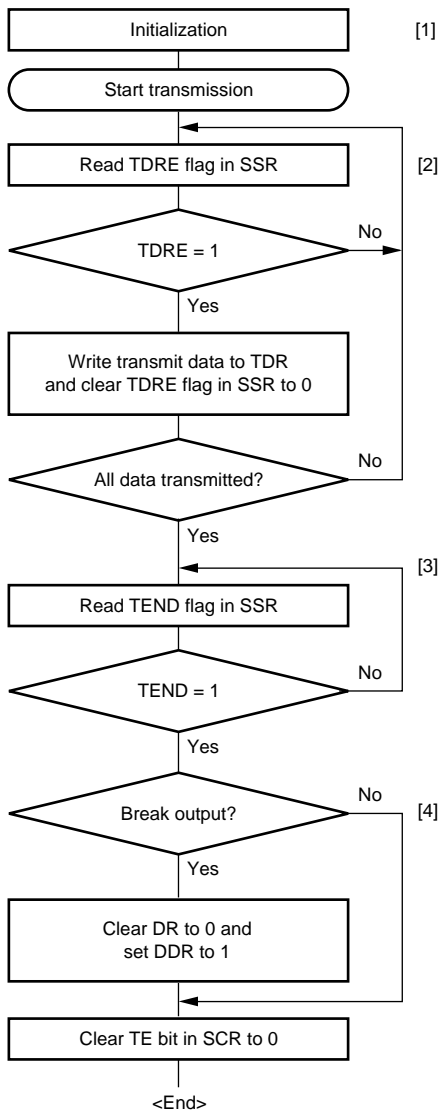 Initialization
[1]
Start transmission
Read TDRE flag in SSR
[2]
TDRE = 1
No
Yes
Write transmit data to TDR
and clear TDRE flag in SSR to 0
All data transmitted?
No
Yes
[3]
Read TEND flag in SSR
TEND = 1
No
Yes
Break output?
No
[4]
Yes
Clear DR to 0 and
set DDR to 1
Clear TE bit in SCR to 0
<End>